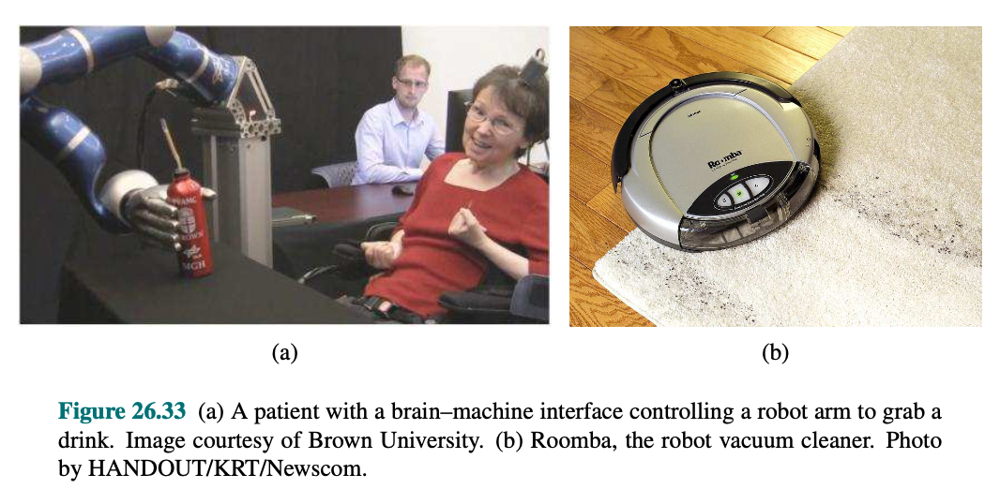 BROWN
MGH
Roomba
(a)
(b)
Figure 26.33 (a) A patient with a brain–machine interface controlling a robot arm to grab a
drink. Image courtesy of Brown University. (b) Roomba, the robot vacuum cleaner. Photo
by HANDOUT/KRT/Newscom.